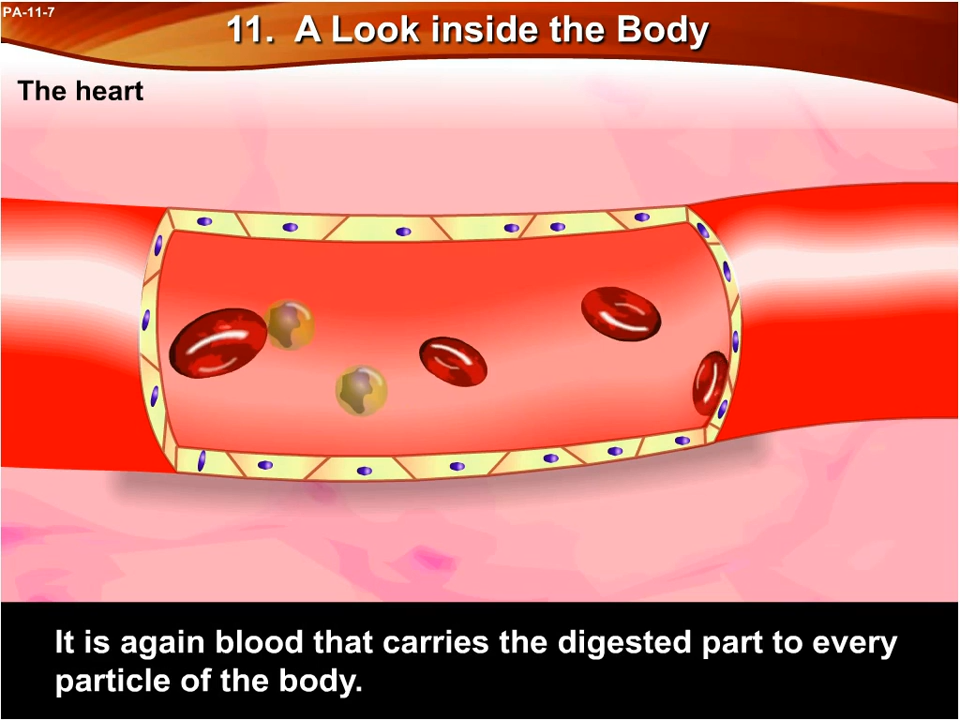 PA-11-7
11. A Look inside the Body
The heart
It is again blood that carries the digested part to every
particle of the body.